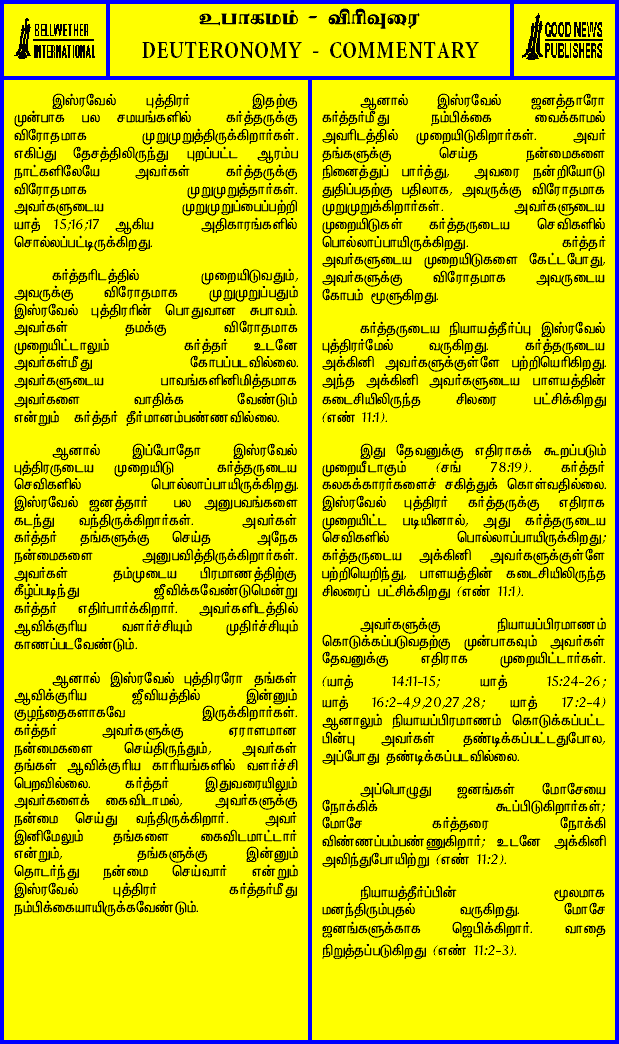 BELLWETHER
INTERNATIONAL
உபாகமம் - விரிவுரை
DEUTERONOMY - COMMENTARY
GOOD NEWS
PUBLISHERS
இஸ்ரவேல் புத்திரர் இதற்கு
முன்பாக பல சமயங்களில் கர்த்தருக்கு
விரோதமாக முறுமுறுத்திருக்கிறார்கள்.
எகிப்து தேசத்திலிருந்து புறப்பட்ட ஆரம்ப
நாட்களிலேயே அவர்கள் கர்த்தருக்கு
விரோதமாக முறுமுறுத்தார்கள்.
அவர்களுடைய முறுமுறுப்பைப்பற்றி
யாத் 15;16;17 ஆகிய அதிகாரங்களில்
சொல்லப்பட்டிருக்கிறது.
கர்த்தரிடத்தில் முறையிடுவதும்,
அவருக்கு விரோதமாக முறுமுறுப்பதும்
இஸ்ரவேல் புத்திரரின் பொதுவான சுபாவம்.
அவர்கள் தமக்கு விரோதமாக
முறையிட்டாலும் கர்த்தர் உடனே
அவர்கள்மீது கோபப்படவில்லை.
அவர்களுடைய பாவங்களினிமித்தமாக
அவர்களை வாதிக்க வேண்டும்
என்றும் கர்த்தர் தீர்மானம்பண்ணவில்லை.
ஆனால் இப்போதோ இஸ்ரவேல்
புத்திரருடைய முறையிடு கர்த்தருடைய
செவிகளில் பொல்லாப்பாயிருக்கிறது.
இஸ்ரவேல் ஜனத்தார் பல அனுபவங்களை
கடந்து வந்திருக்கிறார்கள். அவர்கள்
கர்த்தர் தங்களுக்கு செய்த அநேக
நன்மைகளை அனுபவித்திருக்கிறார்கள்.
அவர்கள் தம்முடைய பிரமாணத்திற்கு
கீழ்ப்படிந்து ஜீவிக்கவேண்டுமென்று
கர்த்தர் எதிர்பார்க்கிறார். அவர்களிடத்தில்
ஆவிக்குரிய வளர்ச்சியும் முதிர்ச்சியும்
காணப்படவேண்டும்.
ஆனால் இஸ்ரவேல் புத்திரரோ தங்கள்
ஆவிக்குரிய ஜீவியத்தில் இன்னும்
குழந்தைகளாகவே இருக்கிறார்கள்.
கர்த்தர் அவர்களுக்கு ஏராளமான
நன்மைகளை செய்திருந்தும், அவர்கள்
தங்கள் ஆவிக்குரிய காரியங்களில் வளர்ச்சி
பெறவில்லை. கர்த்தர் இதுவரையிலும்
அவர்களைக் கைவிடாமல், அவர்களுக்கு
நன்மை செய்து வந்திருக்கிறார். அவர்
இனிமேலும் தங்களை கைவிடமாட்டார்
என்றும், தங்களுக்கு இன்னும்
தொடர்ந்து நன்மை செய்வார் என்றும்
இஸ்ரவேல் புத்திரர் கர்த்தர்மீது
நம்பிக்கையாயிருக்கவேண்டும்.
ஆனால் இஸ்ரவேல் ஜனத்தாரோ
கர்த்தர்மீது நம்பிக்கை வைக்காமல்
அவரிடத்தில் முறையிடுகிறார்கள். அவர்
தங்களுக்கு செய்த நன்மைகளை
நினைத்துப் பார்த்து, அவரை நன்றியோடு
துதிப்பதற்கு பதிலாக, அவருக்கு விரோதமாக
முறுமுறுக்கிறார்கள். அவர்களுடைய
முறையிடுகள் கர்த்தருடைய செவிகளில்
பொல்லாப்பாயிருக்கிறது. கர்த்தர்
அவர்களுடைய முறையிடுகளை கேட்டபோது,
அவர்களுக்கு விரோதமாக அவருடைய
கோபம் மூளுகிறது.
கர்த்தருடைய நியாயத்தீர்ப்பு இஸ்ரவேல்
புத்திரர்மேல் வருகிறது. கர்த்தருடைய
அக்கினி அவர்களுக்குள்ளே பற்றியெரிகிறது.
அந்த அக்கினி அவர்களுடைய பாளயத்தின்
கடைசியிலிருந்த சிலரை பட்சிக்கிறது
(எண் 11:1).
இது தேவனுக்கு எதிராகக் கூறப்படும்
முறையீடாகும் (சங் 78:19). கர்த்தர்
கலகக்காரர்களைச் சகித்துக் கொள்வதில்லை.
இஸ்ரவேல் புத்திரர் கர்த்தருக்கு எதிராக
முறையிட்ட படியினால், அது கர்த்தருடைய
செவிகளில் பொல்லாப்பாயிருக்கிறது;
கர்த்தருடைய அக்கினி அவர்களுக்குள்ளே
பற்றியெறிந்து, பாளயத்தின் கடைசியிலிருந்த
சிலரைப் பட்சிக்கிறது (எண் 11:1).
அவர்களுக்கு நியாயப்பிரமாணம்
கொடுக்கப்படுவதற்கு முன்பாகவும் அவர்கள்
தேவனுக்கு எதிராக முறையிட்டார்கள்.
(யாத் 14:11-15; யாத் 15:24-26;
யாத் 16:2-4,9,20,27,28; யாத் 17:2-4)
ஆனாலும் நியாயப்பிரமாணம் கொடுக்கப்பட்ட
பின்பு அவர்கள் தண்டிக்கப்பட்டதுபோல,
அப்போது தண்டிக்கப்படவில்லை.
அப்பொழுது ஜனங்கள் மோசேயை
நோக்கிக் கூப்பிடுகிறார்கள்;
மோசே கர்த்தரை நோக்கி
விண்ணப்பம்பண்ணுகிறார்; உடனே அக்கினி
அவிந்துபோயிற்று (எண் 11:2).
நியாயத்தீர்ப்பின் மூலமாக
மனந்திரும்புதல் வருகிறது. மோசே
ஜனங்களுக்காக ஜெபிக்கிறார். வாதை
நிறுத்தப்படுகிறது (எண் 11:2-3).